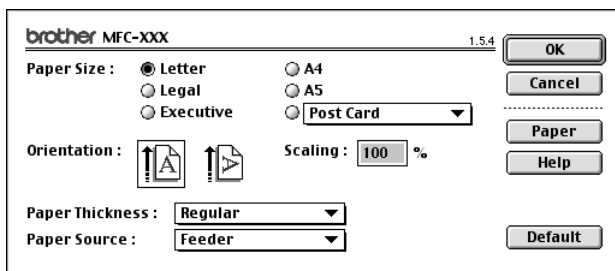 brother MFC-XXX 1.5.4
OK
Paper Size : Letter A4
Cancel
Legal A5
Executive Post Card
Paper
Orientation : A A Scaling : 100 %
Help
Paper Thickness : Regular
Paper Source : Feeder
Default